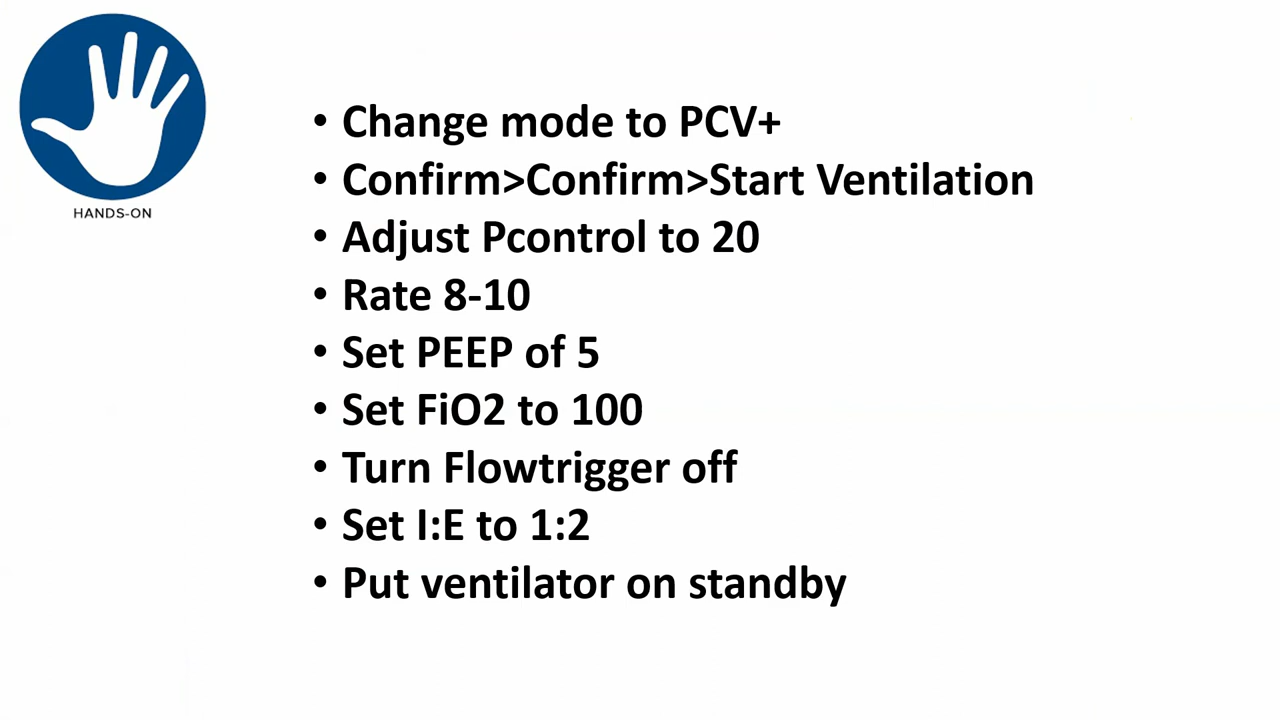 HANDS-ON
• Change mode to PCV+
• Confirm>Confirm>Start Ventilation
• Adjust Pcontrol to 20
• Rate 8-10
• Set PEEP of 5
• Set FiO2 to 100
• Turn Flowtrigger off
• Set I:E to 1:2
• Put ventilator on standby